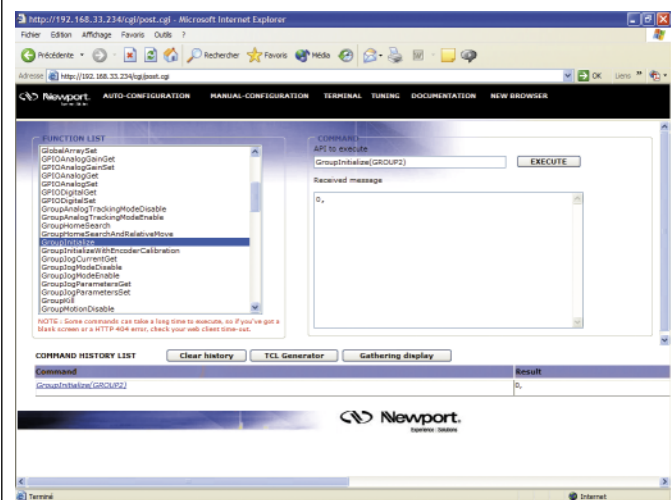 http://192.168.33.234/cgi/post.cgi - Microsoft Internet Explorer
Fichier Edition Affichage Favoris Outils ?
Précédente Rechercher Favoris Média
Adresse http://192.168.33.234/cgi/post.cgi OK Liens »
Newport. AUTO-CONFIGURATION MANUAL-CONFIGURATION TERMINAL TUNING DOCUMENTATION NEW BROWSER
FUNCTION LIST
GlobalArraySet
GPIOAnalogGainGet
GPIOAnalogGainSet
GPIOAnalogGet
GPIOAnalogSet
GPIODigitalGet
GPIODigitalSet
GroupAnalogTrackingModeDisable
GroupAnalogTrackingModeEnable
GroupHomeSearch
GroupHomeSearchAndRelativeMove
GroupInitialize
GroupInitializeWithEncoderCalibration
GroupJogCurrentGet
GroupJogModeDisable
GroupJogModeEnable
GroupJogParametersGet
GroupJogParametersSet
GroupKill
GroupMotionDisable
NOTE : Some commands can take a long time to execute, so if you've got a
blank screen or a HTTP 404 error, check your web client time-out.
COMMAND
API to execute
GroupInitialize(GROUP2) EXECUTE
Received message
0,
COMMAND HISTORY LIST Clear history TCL Generator Gathering display
Command Result
GroupInitialize(GROUP2) 0,
Newport.
Experience | Solutions
Terminé Internet